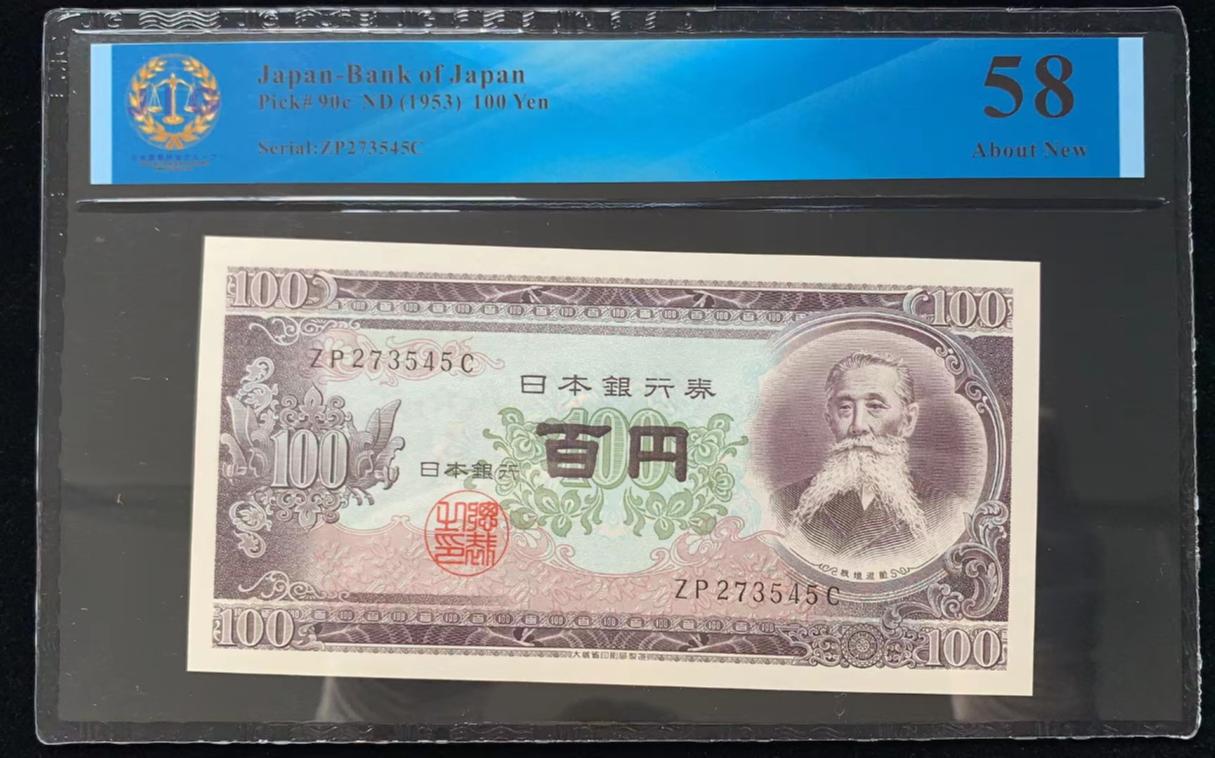 Japan-Bank of Japan
Pick# 90c ND (1953) 100 Yen
Serial:ZP273545C
58
About New
100
100
ZP273545C
日本銀行券
100
百円
日本銀行
ZP273545C
100
100